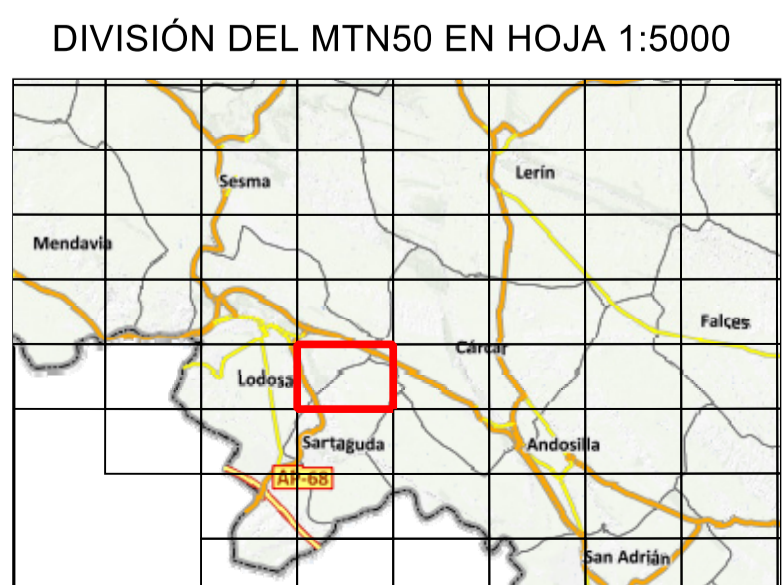 DIVISIÓN DEL MTN50 EN HOJA 1:5000
Lerín
Sesma
Mendavia
Falces
Cárcar
Lodosa
Sartaguda
Andosilla
AP-68
San Adrián